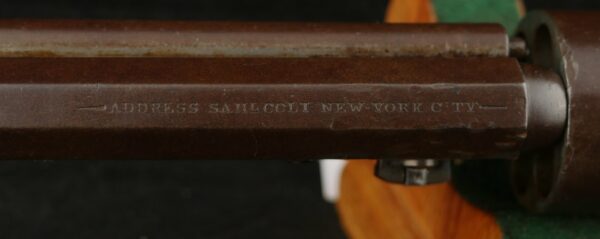 —ADDRESS SAML COLT NEW-YORK CITY—